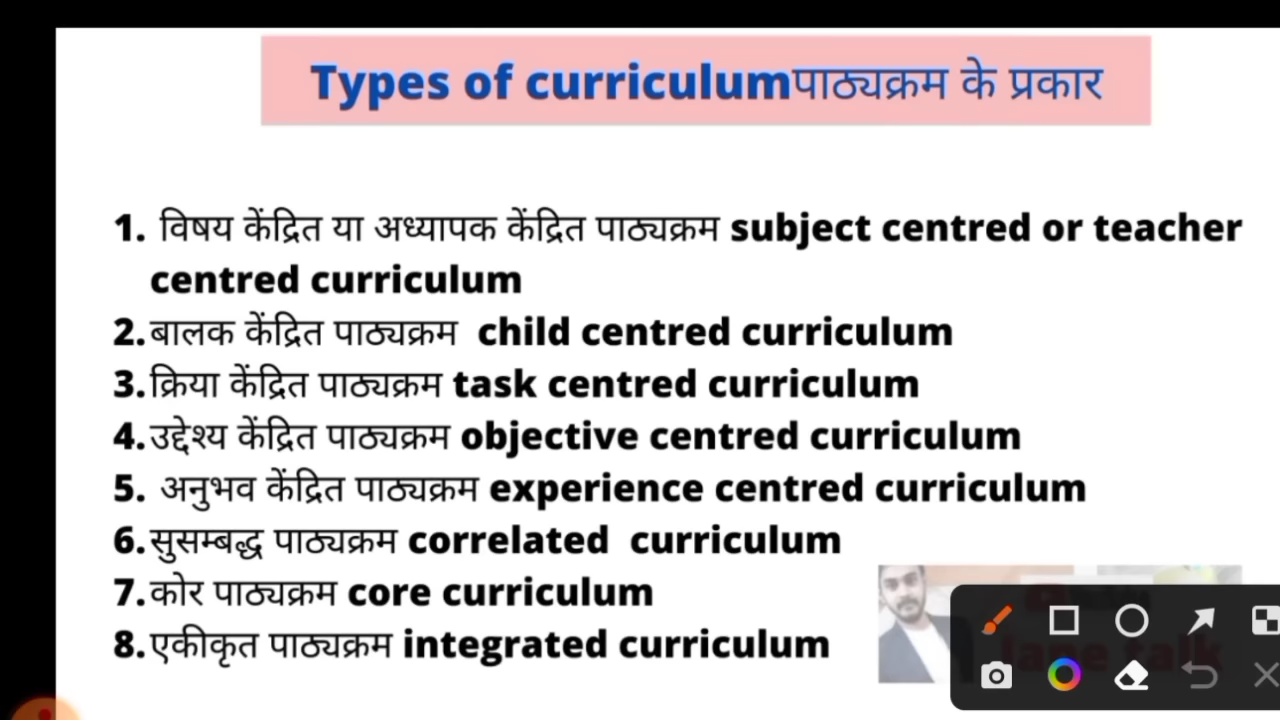 Types of curriculumपाठ्यक्रम के प्रकार
1. विषय केंद्रित या अध्यापक केंद्रित पाठ्यक्रम subject centred or teacher
centred curriculum
2. बालक केंद्रित पाठ्यक्रम child centred curriculum
3. क्रिया केंद्रित पाठ्यक्रम task centred curriculum
4. उद्देश्य केंद्रित पाठ्यक्रम objective centred curriculum
5. अनुभव केंद्रित पाठ्यक्रम experience centred curriculum
6. सुसम्बद्ध पाठ्यक्रम correlated curriculum
7. कोर पाठ्यक्रम core curriculum
8. एकीकृत पाठ्यक्रम integrated curriculum